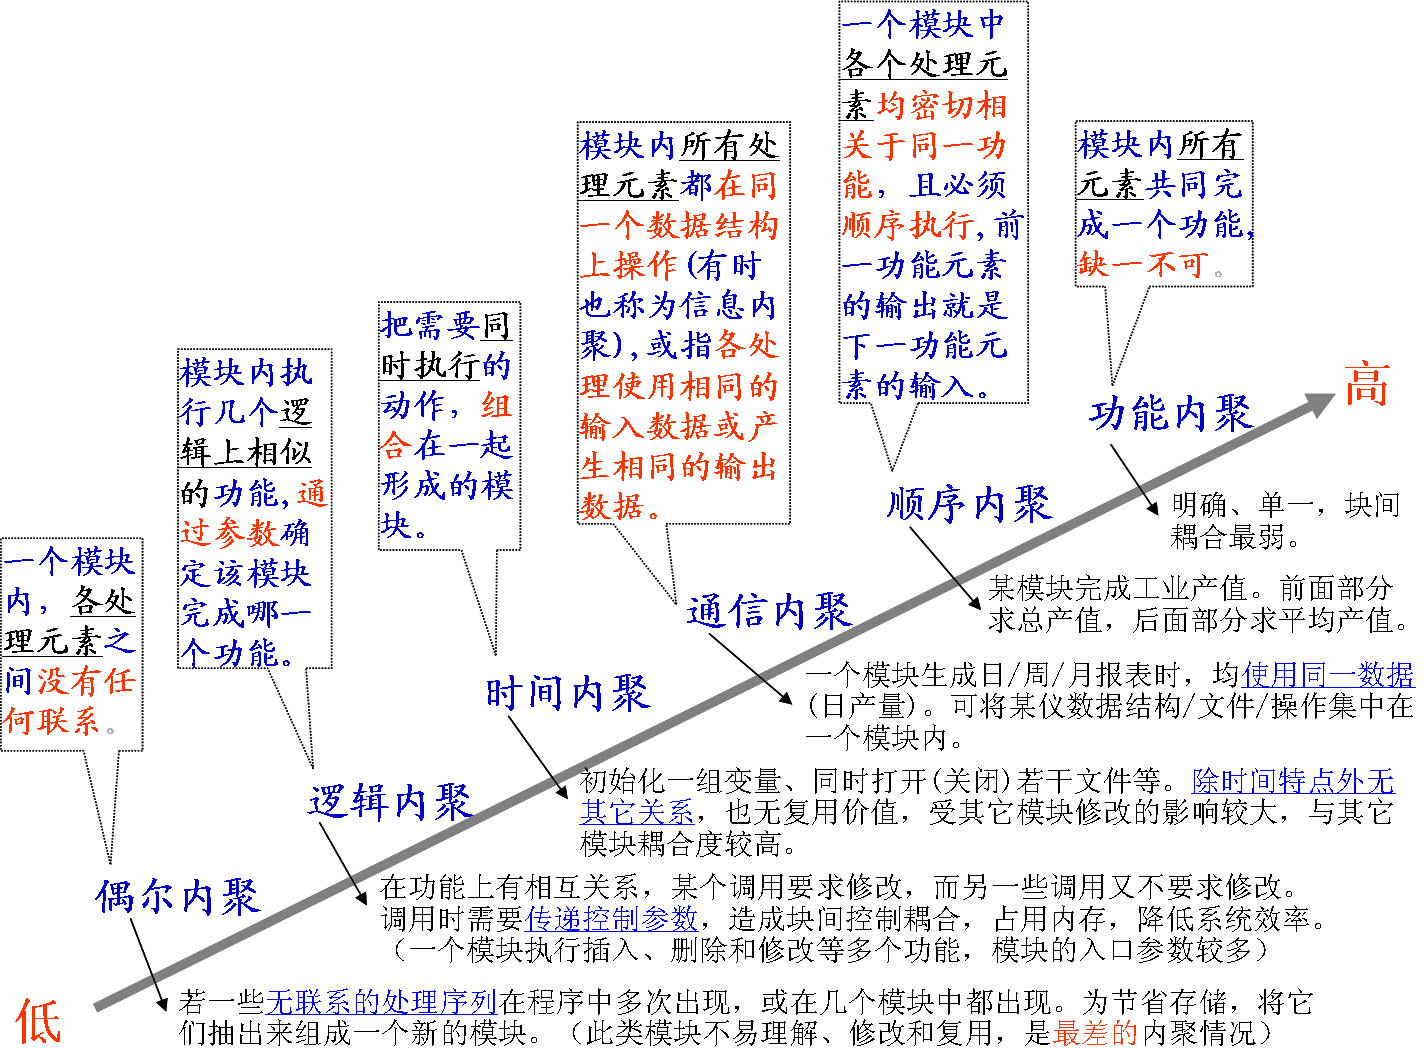 一个模块中
各个处理元
素均密切相
关于同一功
能，且必须
顺序执行,前
一功能元素
的输出就是
下一功能元
素的输入。
模块内所有
元素共同完
成一个功能,
缺一不可。
模块内所有处
理元素都在同
一个数据结构
上操作(有时
也称为信息内
聚),或指各处
理使用相同的
输入数据或产
生相同的输出
数据。
把需要同
时执行的
动作，组
合在一起
形成的模
块。
模块内执
行几个逻
辑上相似
的功能,通
过参数确
定该模块
完成哪一
个功能。
一个模块
内，各处
理元素之
间没有任
何联系。
高
功能内聚
明确、单一，块间
耦合最弱。
顺序内聚
某模块完成工业产值。前面部分
求总产值，后面部分求平均产值。
通信内聚
一个模块生成日/周/月报表时，均使用同一数据
(日产量)。可将某仪数据结构/文件/操作集中在
一个模块内。
时间内聚
初始化一组变量、同时打开(关闭)若干文件等。除时间特点外无
其它关系，也无复用价值，受其它模块修改的影响较大，与其它
模块耦合度较高。
逻辑内聚
在功能上有相互关系，某个调用要求修改，而另一些调用又不要求修改。
调用时需要传递控制参数，造成块间控制耦合，占用内存，降低系统效率。
（一个模块执行插入、删除和修改等多个功能，模块的入口参数较多）
偶尔内聚
若一些无联系的处理序列在程序中多次出现，或在几个模块中都出现。为节省存储，将它
们抽出来组成一个新的模块。（此类模块不易理解、修改和复用，是最差的内聚情况）
低